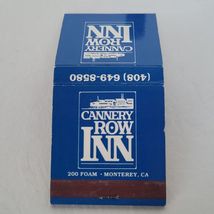 CANNERY
ROW
INN
(408) 649-8580
CANNERY
ROW
INN
200 FOAM • MONTEREY, CA